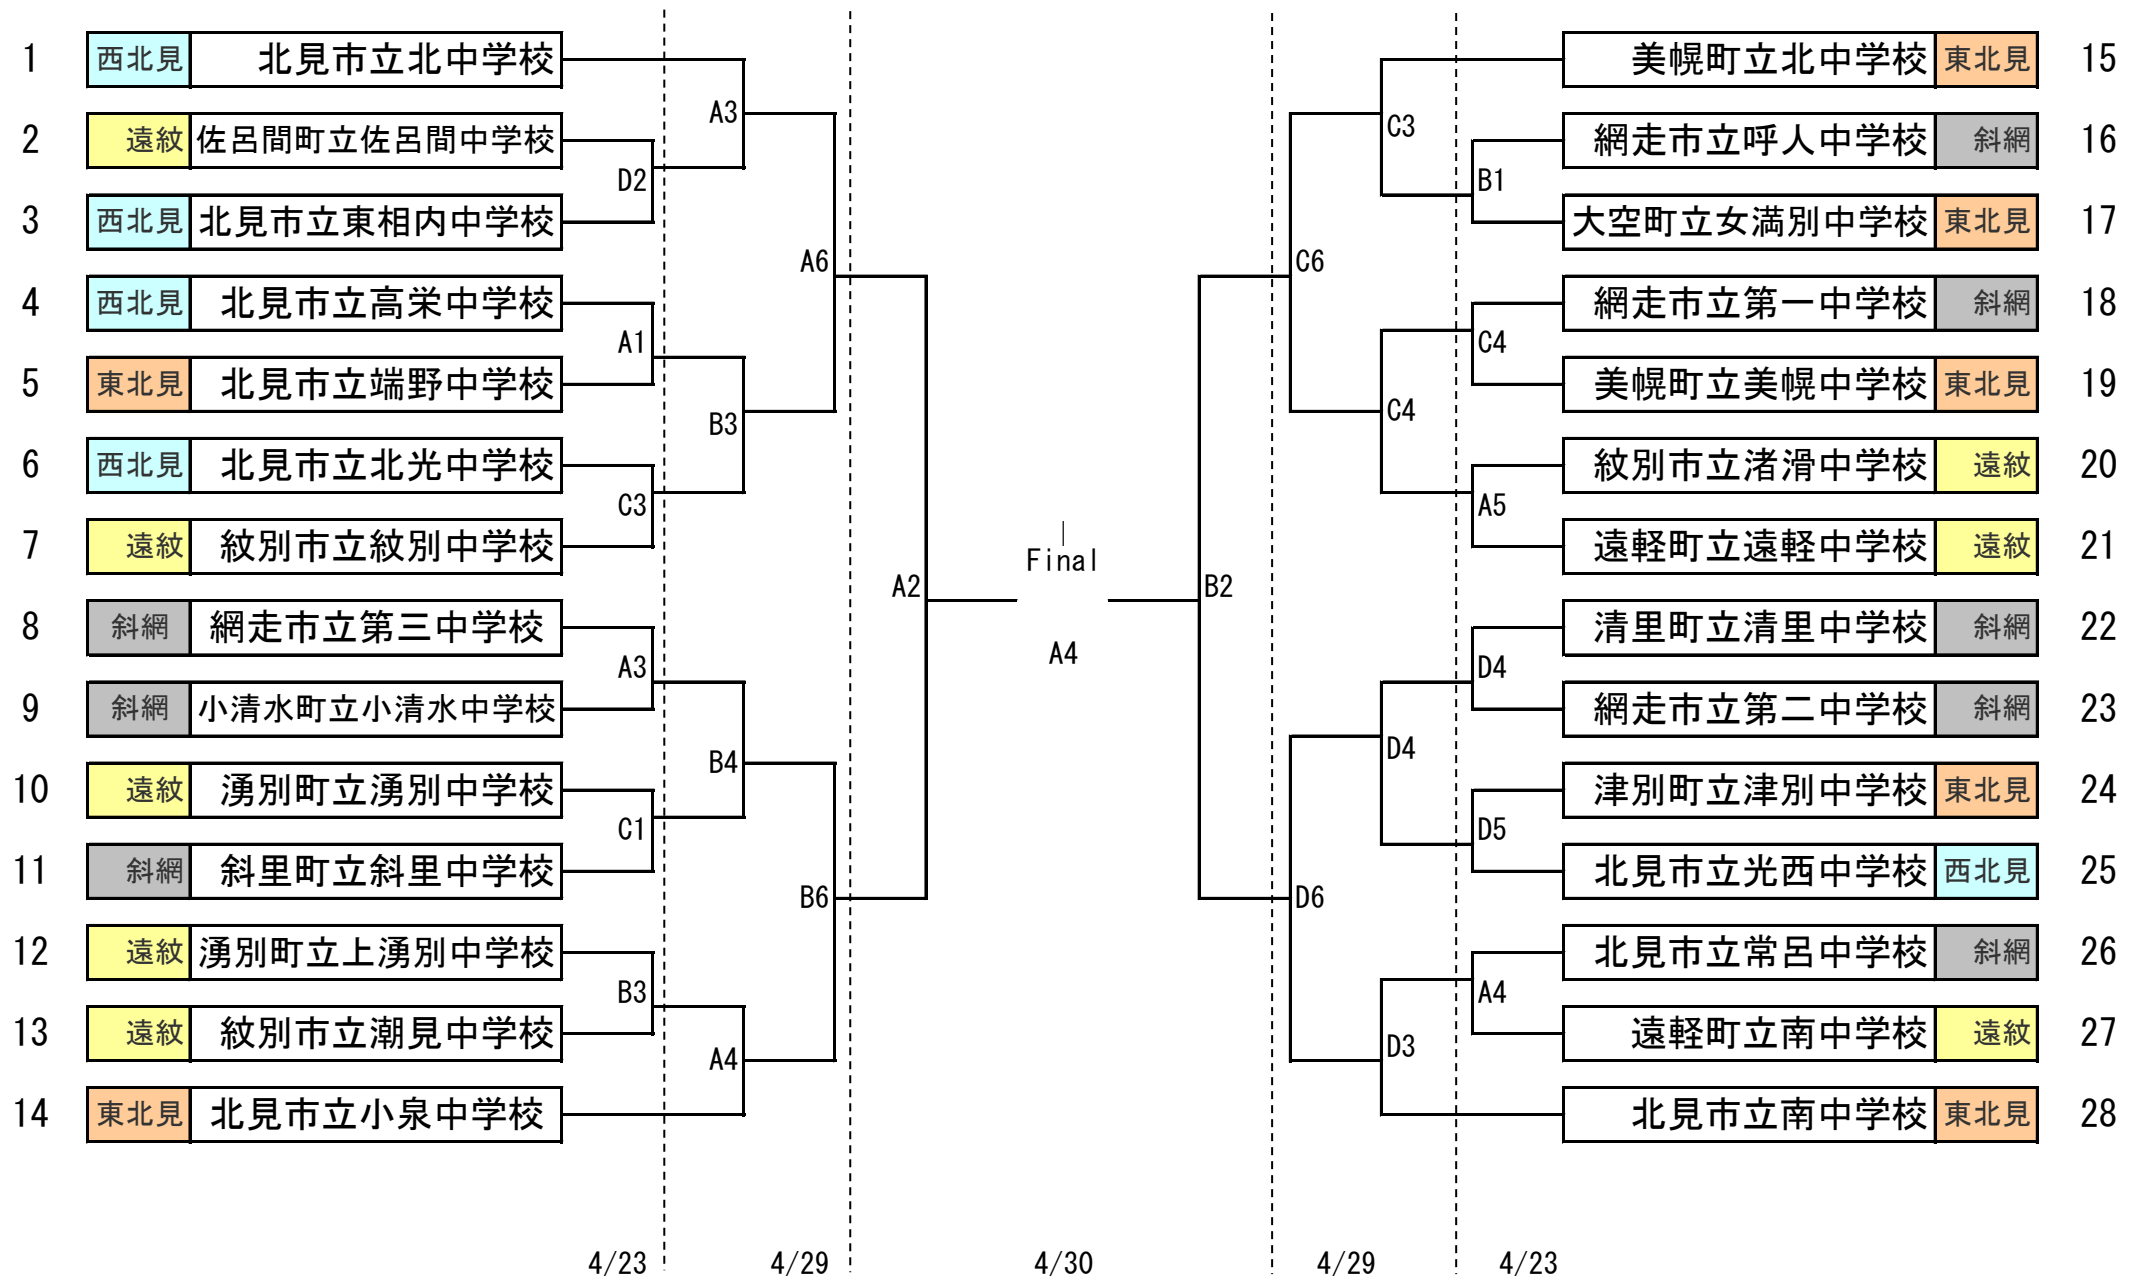 1 西北見 北見市立北中学校
2 遠紋 佐呂間町立佐呂間中学校
3 西北見 北見市立東相内中学校
4 西北見 北見市立高栄中学校
5 東北見 北見市立端野中学校
6 西北見 北見市立北光中学校
7 遠紋 紋別市立紋別中学校
8 斜網 網走市立第三中学校
9 斜網 小清水町立小清水中学校
10 遠紋 湧別町立湧別中学校
11 斜網 斜里町立斜里中学校
12 遠紋 湧別町立上湧別中学校
13 遠紋 紋別市立潮見中学校
14 東北見 北見市立小泉中学校
D2
A1
C3
A3
C1
B3
A3
B3
B4
A4
A6
B6
A2
Final
A4
B2
C6
D6
C3
C4
D4
D3
B1
C4
A5
D4
D5
A4
美幌町立北中学校 東北見 15
網走市立呼人中学校 斜網 16
大空町立女満別中学校 東北見 17
網走市立第一中学校 斜網 18
美幌町立美幌中学校 東北見 19
紋別市立渚滑中学校 遠紋 20
遠軽町立遠軽中学校 遠紋 21
清里町立清里中学校 斜網 22
網走市立第二中学校 斜網 23
津別町立津別中学校 東北見 24
北見市立光西中学校 西北見 25
北見市立常呂中学校 斜網 26
遠軽町立南中学校 遠紋 27
北見市立南中学校 東北見 28
4/23 4/29 4/30 4/29 4/23